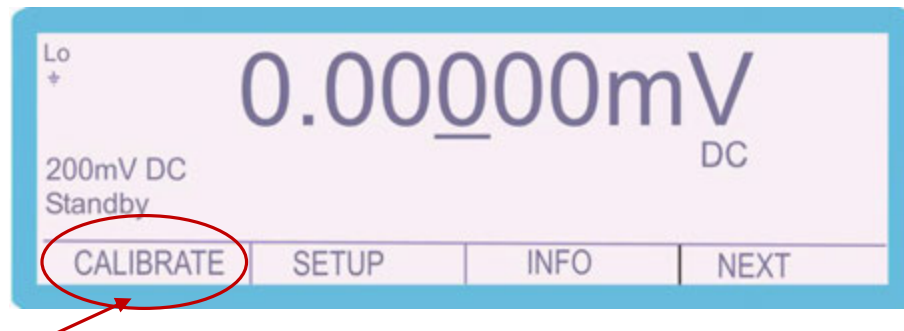 Lo
0.00000mV
DC
200mV DC
Standby
CALIBRATE SETUP INFO NEXT